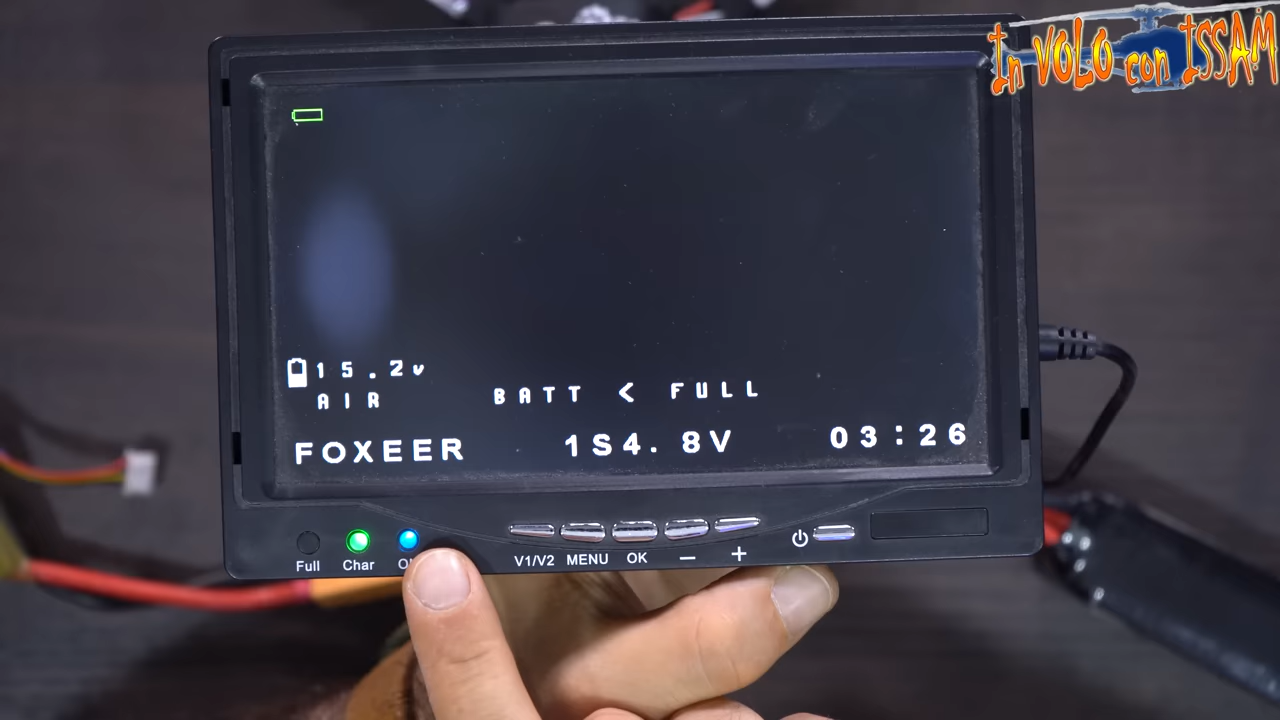 In VOLO con ISSAM
15.2v
AIR
BATT < FULL
FOXEER 1S4.8V 03:26
Full Char
V1/V2 MENU OK − +